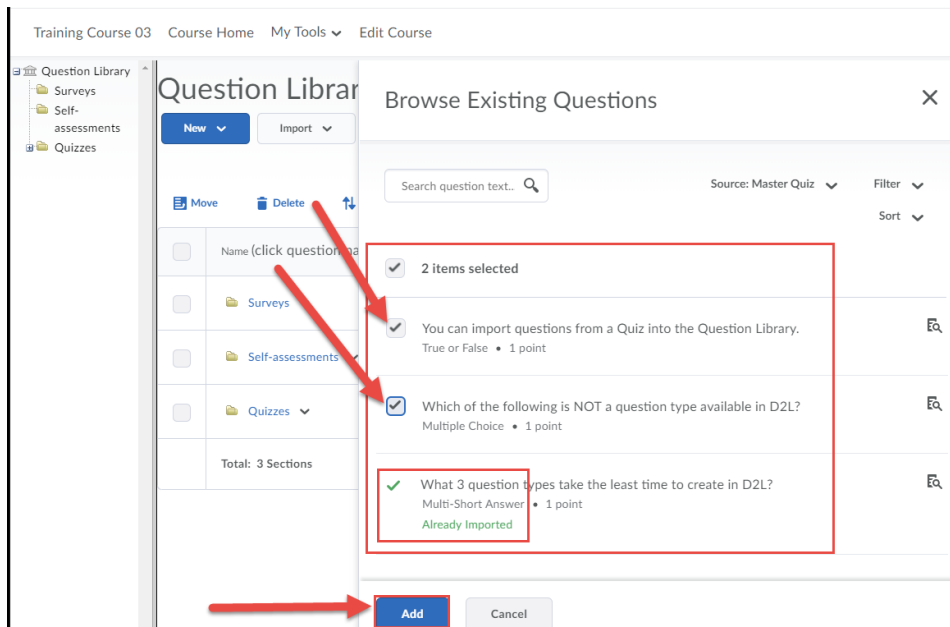 Training Course 03 Course Home My Tools Edit Course
Question Library
Surveys
Self-
assessments
Quizzes
Question Librar
New
Import
Move
Delete
Name (click question na
Surveys
Self-assessments
Quizzes
Total: 3 Sections
Browse Existing Questions
Search question text..
Source: Master Quiz
Filter
Sort
2 items selected
You can import questions from a Quiz into the Question Library.
True or False • 1 point
Which of the following is NOT a question type available in D2L?
Multiple Choice • 1 point
What 3 question types take the least time to create in D2L?
Multi-Short Answer • 1 point
Already Imported
Add
Cancel